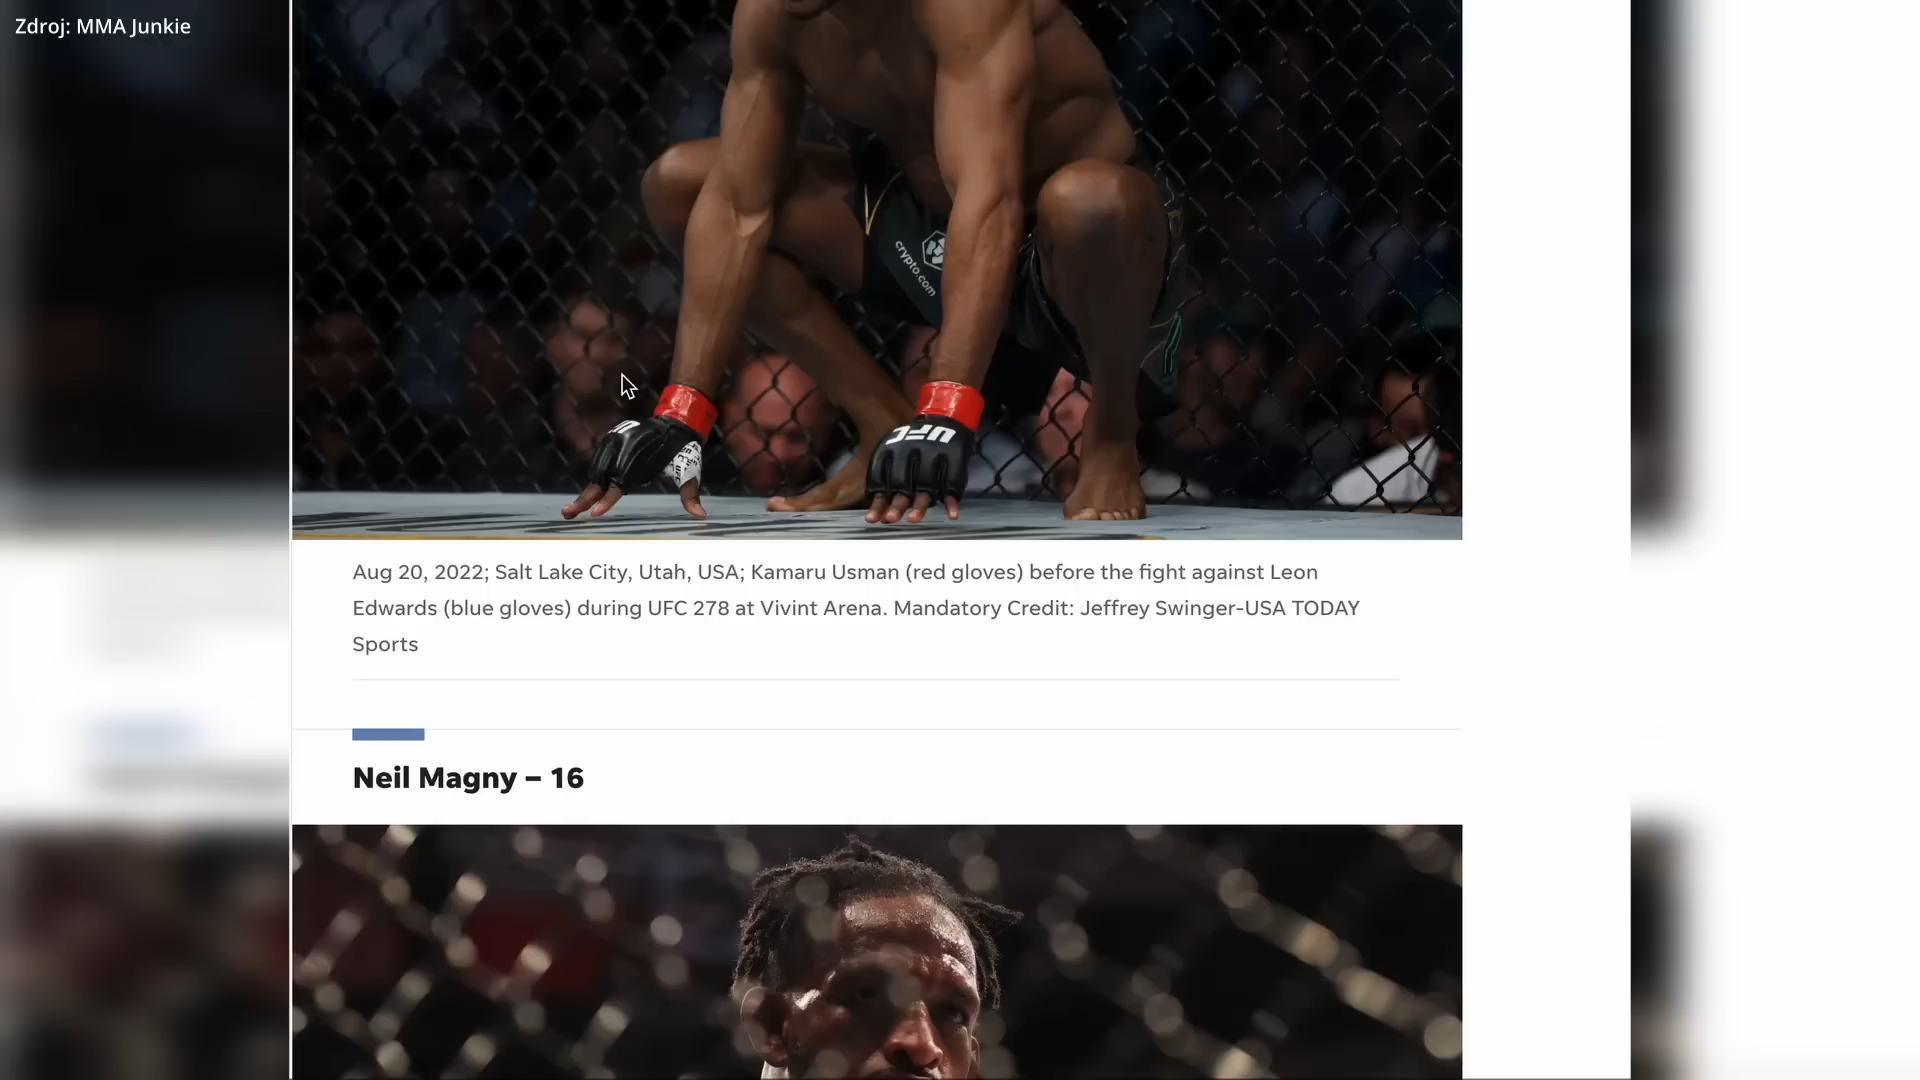 Zdroj: MMA Junkie
crypto.com
UFC
Aug 20, 2022; Salt Lake City, Utah, USA; Kamaru Usman (red gloves) before the fight against Leon
Edwards (blue gloves) during UFC 278 at Vivint Arena. Mandatory Credit: Jeffrey Swinger-USA TODAY
Sports
Neil Magny – 16